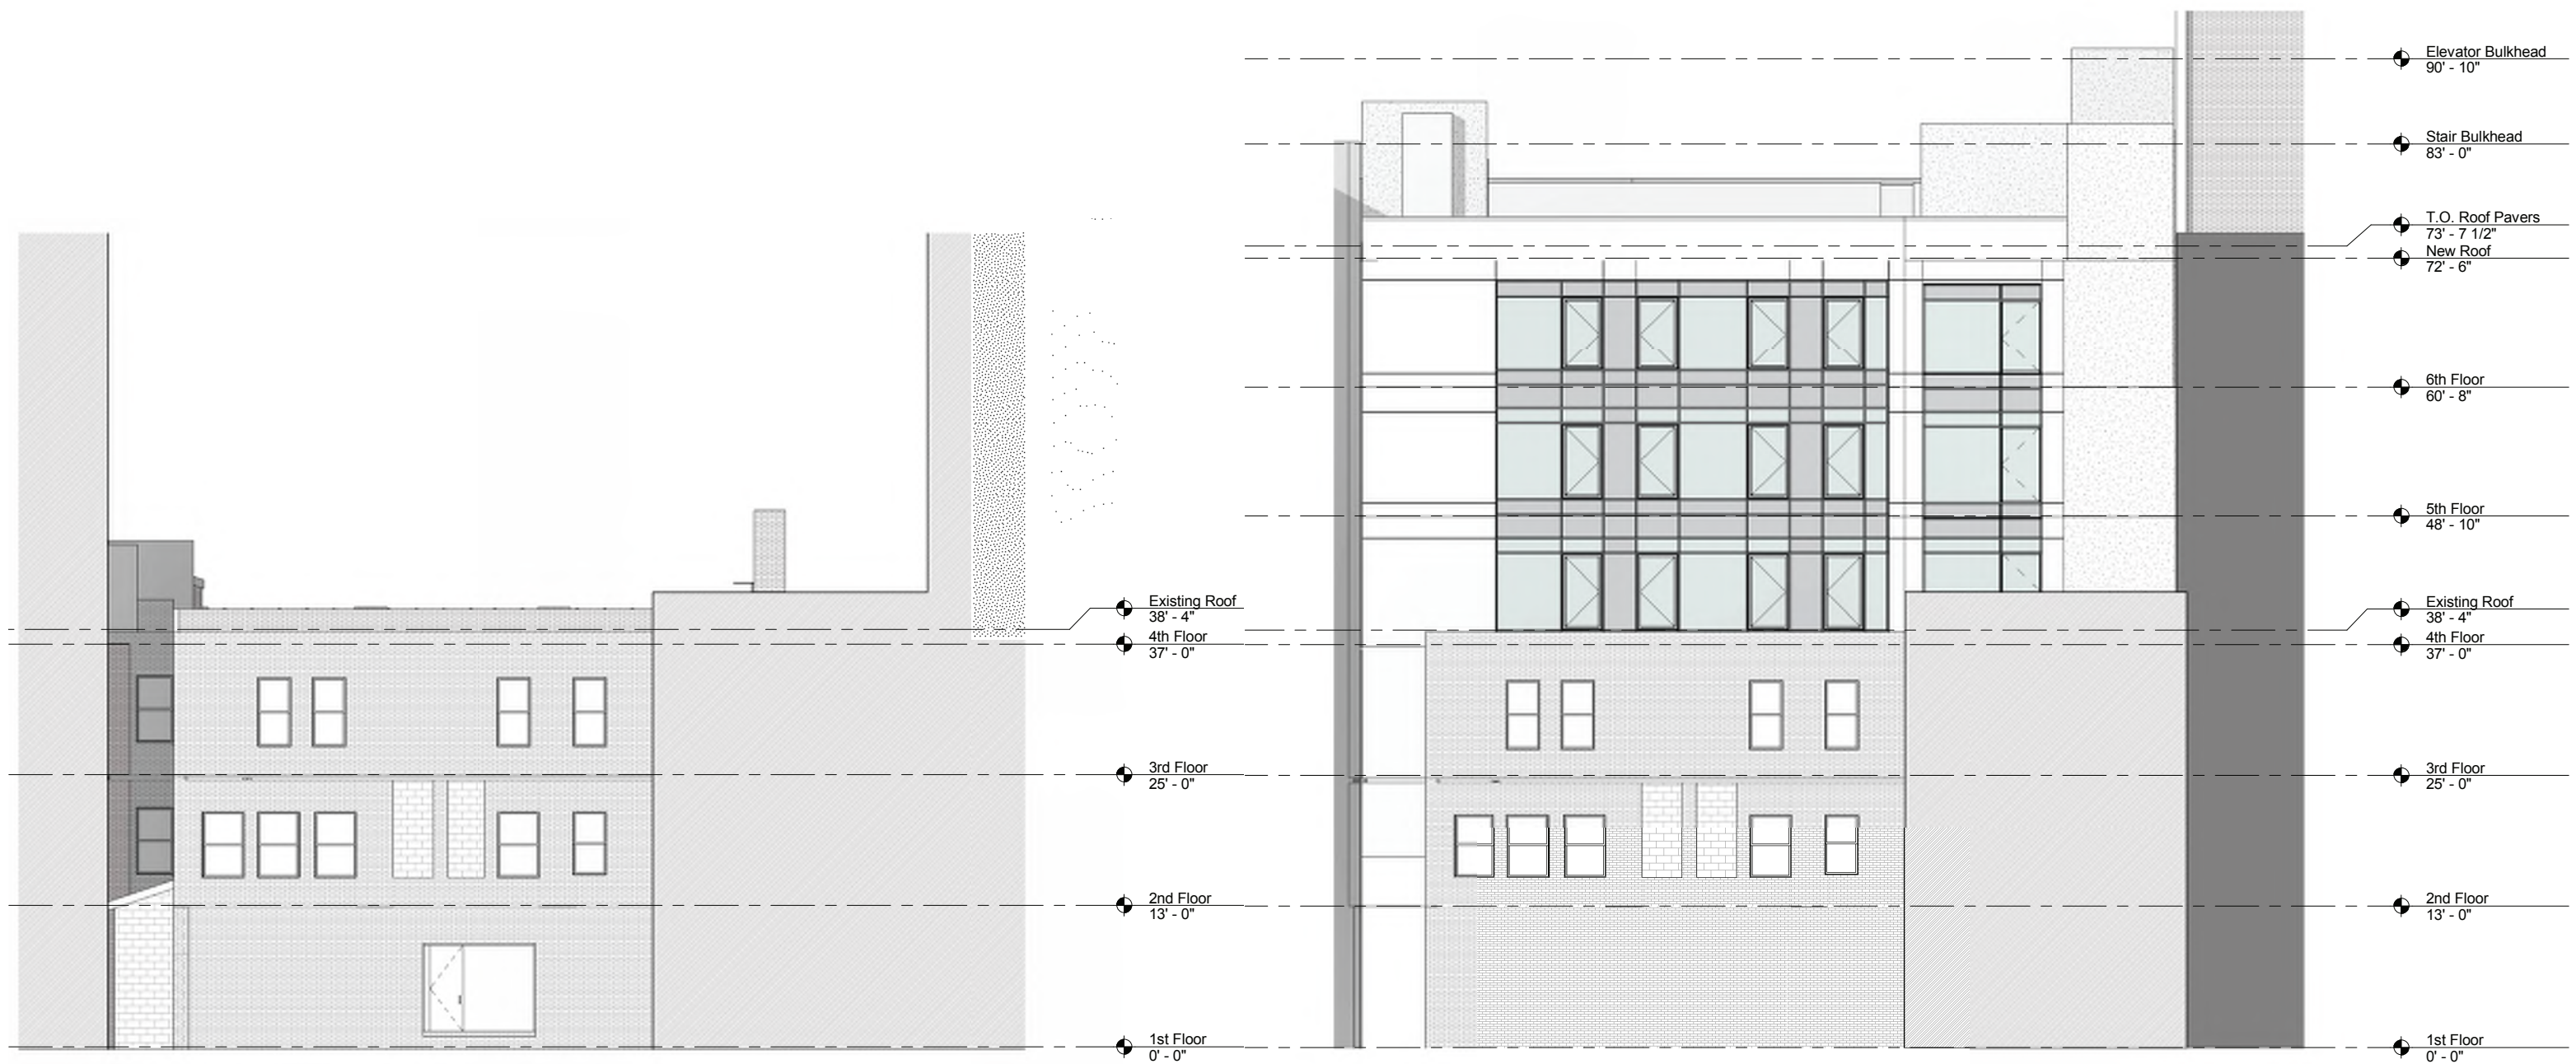 Existing Roof
38' - 4"
4th Floor
37' - 0"
3rd Floor
25' - 0"
2nd Floor
13' - 0"
1st Floor
0' - 0"
Elevator Bulkhead
90' - 10"
Stair Bulkhead
83' - 0"
T.O. Roof Pavers
73' - 7 1/2"
New Roof
72' - 6"
6th Floor
60' - 8"
5th Floor
48' - 10"
Existing Roof
38' - 4"
4th Floor
37' - 0"
3rd Floor
25' - 0"
2nd Floor
13' - 0"
1st Floor
0' - 0"